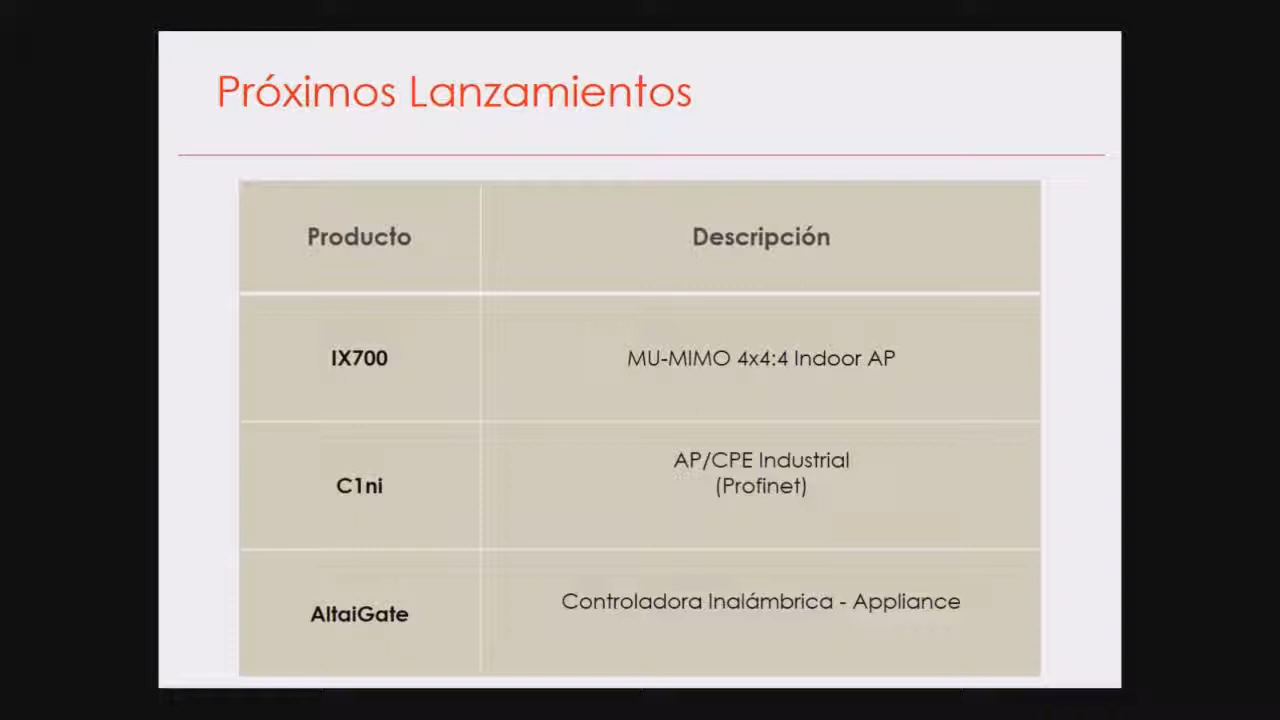 Próximos Lanzamientos
Producto
Descripción
IX700
MU-MIMO 4x4:4 Indoor AP
C1ni
AP/CPE Industrial
(Profinet)
AltaiGate
Controladora Inalámbrica - Appliance